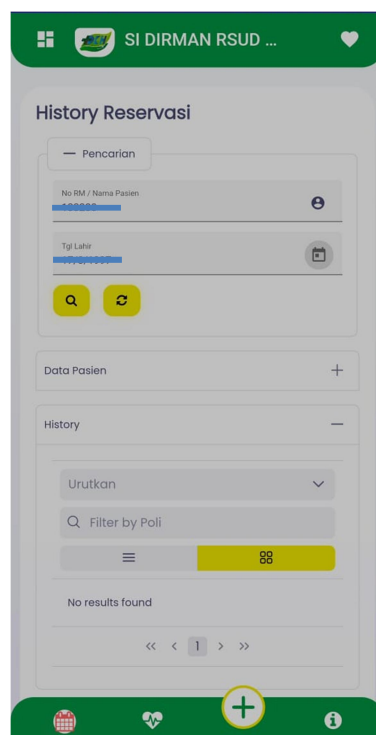 SI DIRMAN RSUD ...
History Reservasi
Pencarian
No RM / Nama Pasien
Tgl Lahir
Data Pasien
History
Urutkan
Filter by Poli
No results found
<< < 1 > >>